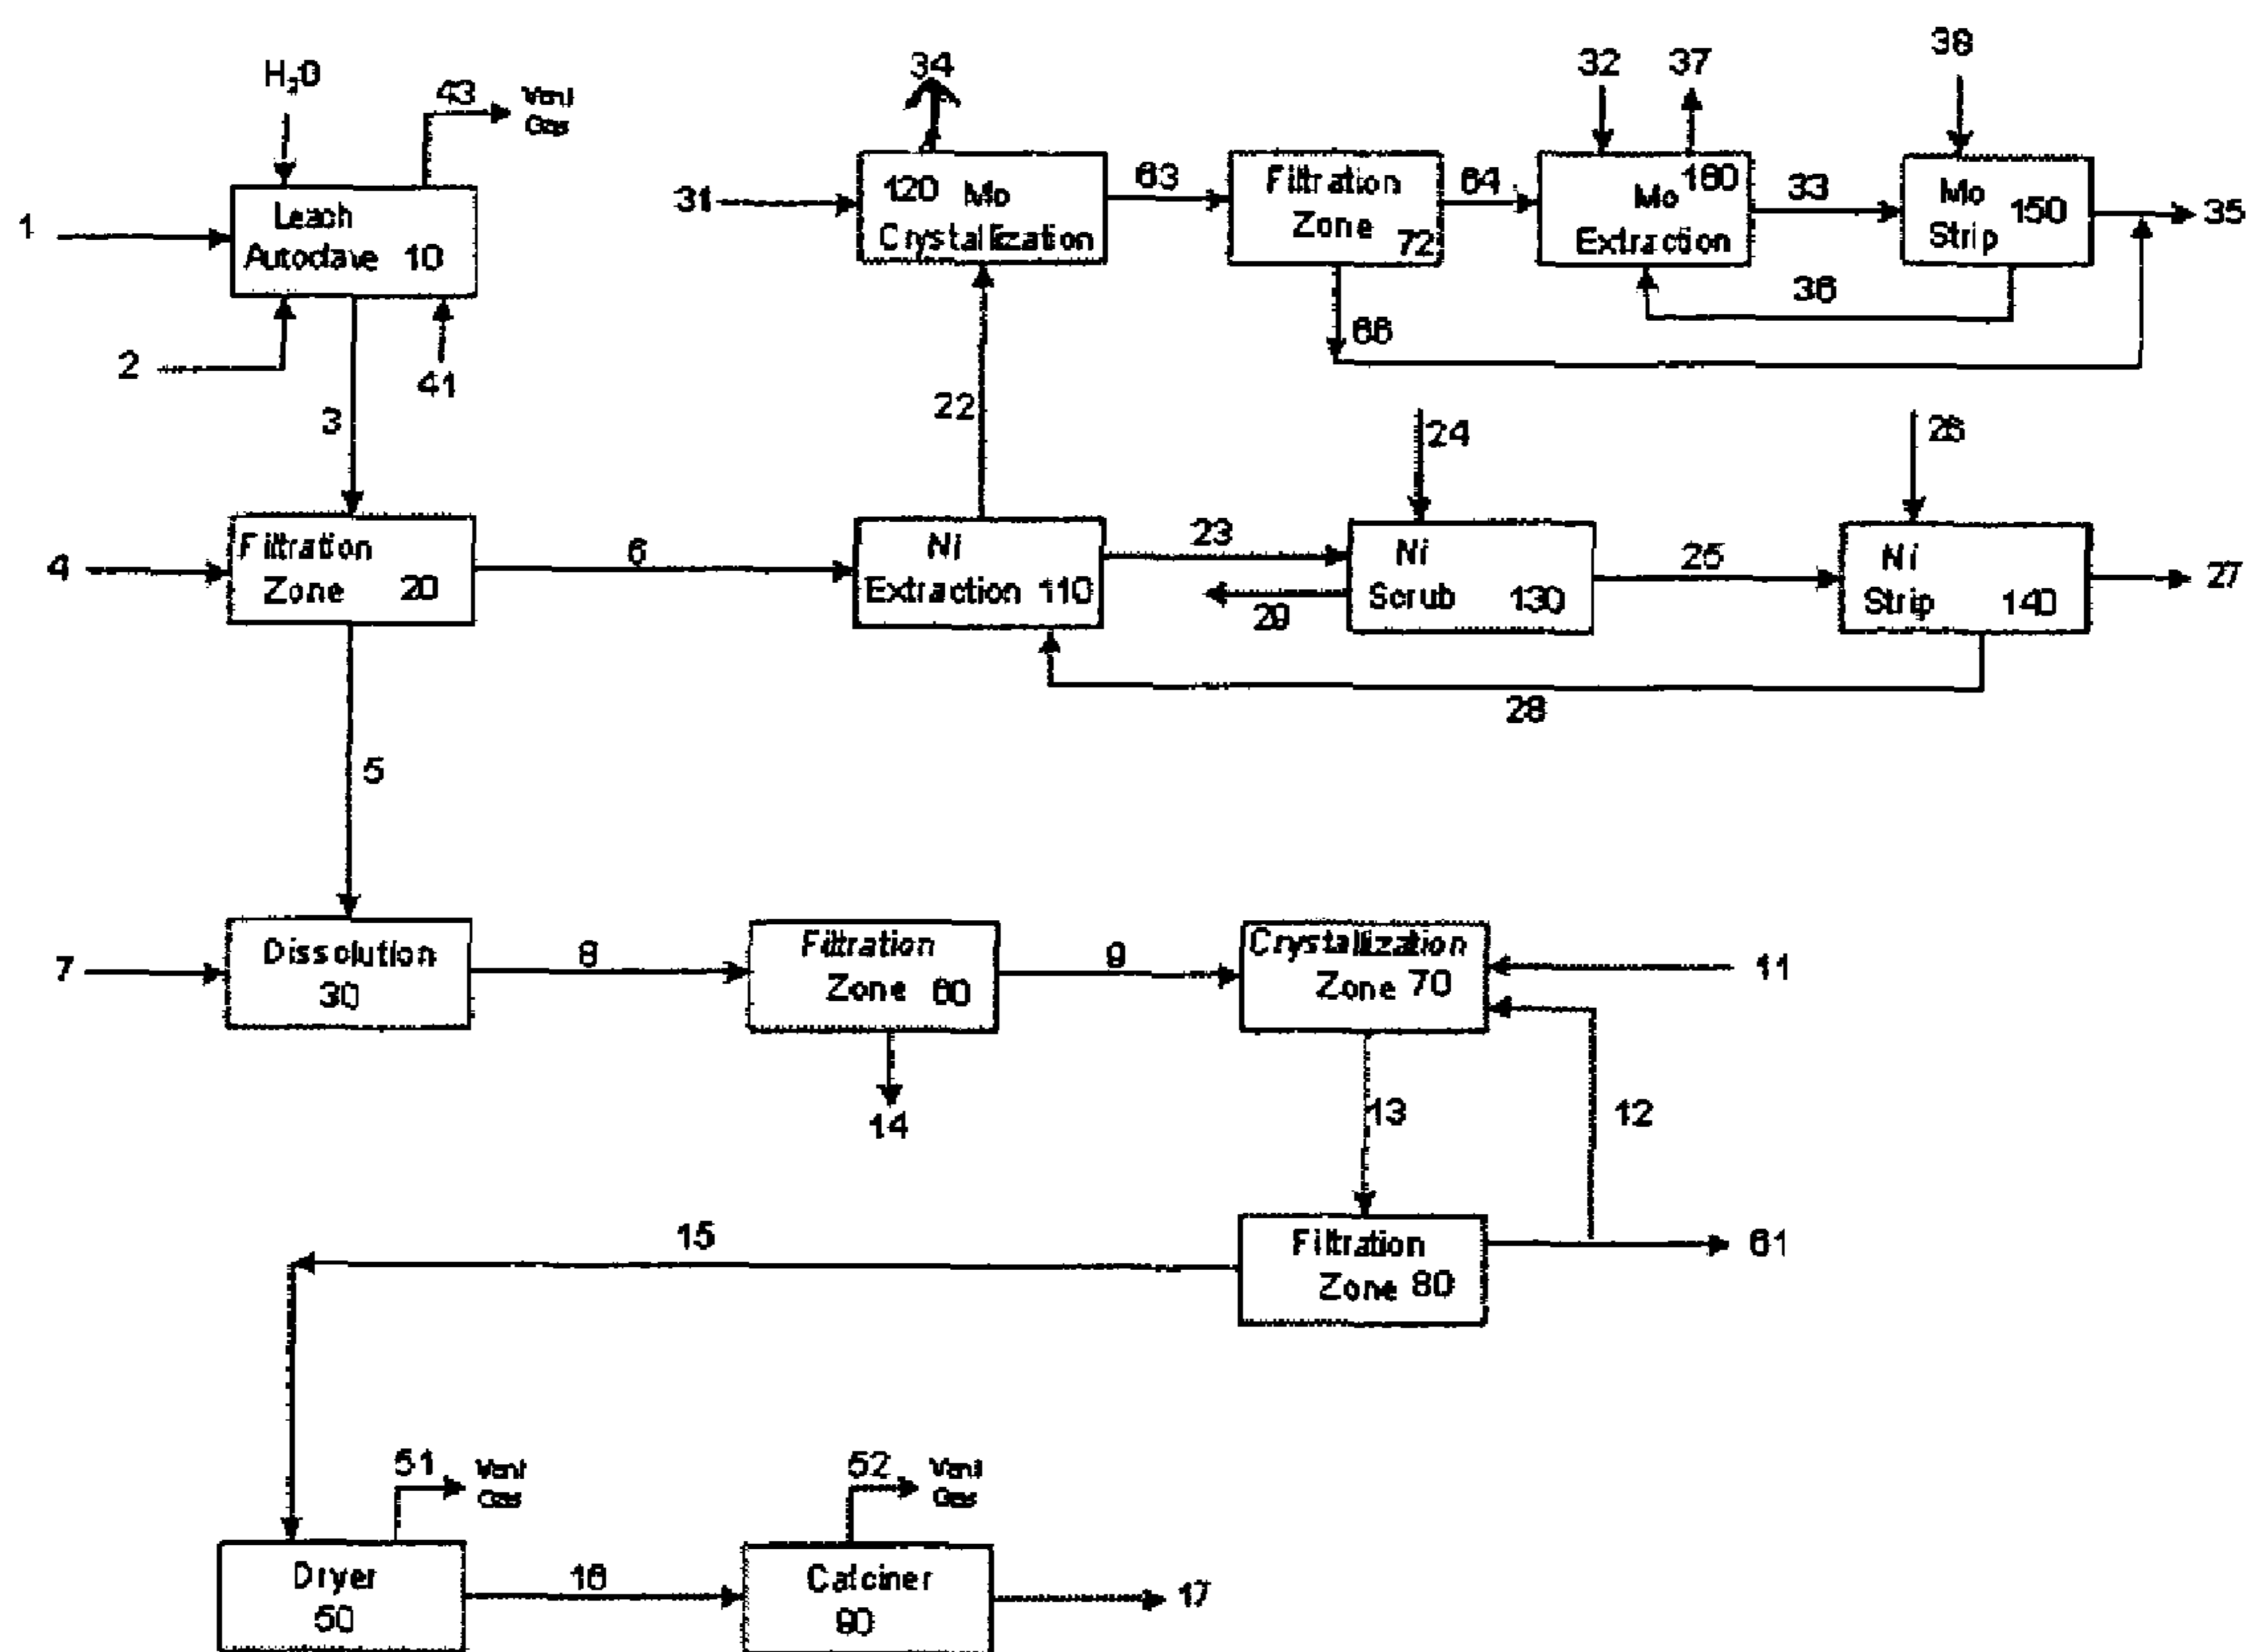 H₂O
43 Vent
Gas
34
32
37
38
1
Leach
Autoclave 10
31
120 Mo
Crystallization
63
Filtration
Zone
72
64
160
Mo
Extraction
33
Mo
Strip 150
35
36
66
2
41
3
22
24
26
4
Filtration
Zone 20
6
Ni
Extraction 110
23
29
Ni
Scrub 130
25
Ni
Strip 140
27
28
5
7
Dissolution
30
8
Filtration
Zone 60
9
Crystallization
Zone 70
11
14
13
12
15
Filtration
Zone 80
61
51 Vent
Gas
52 Vent
Gas
Dryer
50
16
Calciner
90
17